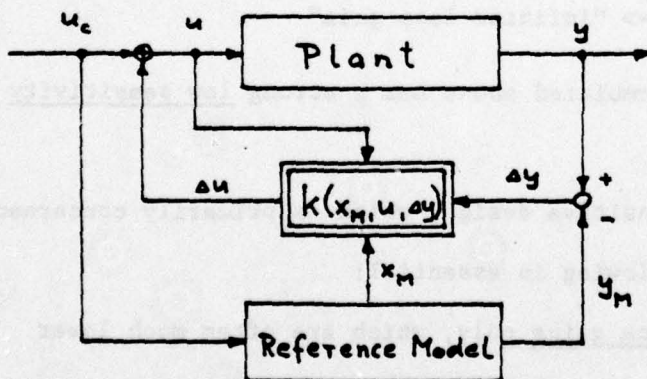 u_c
u
Plant
y
Δu
K(x_M, u, Δy)
Δy
+
−
x_M
y_M
Reference Model